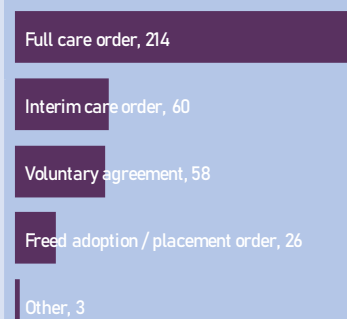 Full care order, 214
Interim care order, 60
Voluntary agreement, 58
Freed adoption / placement order, 26
Other, 3